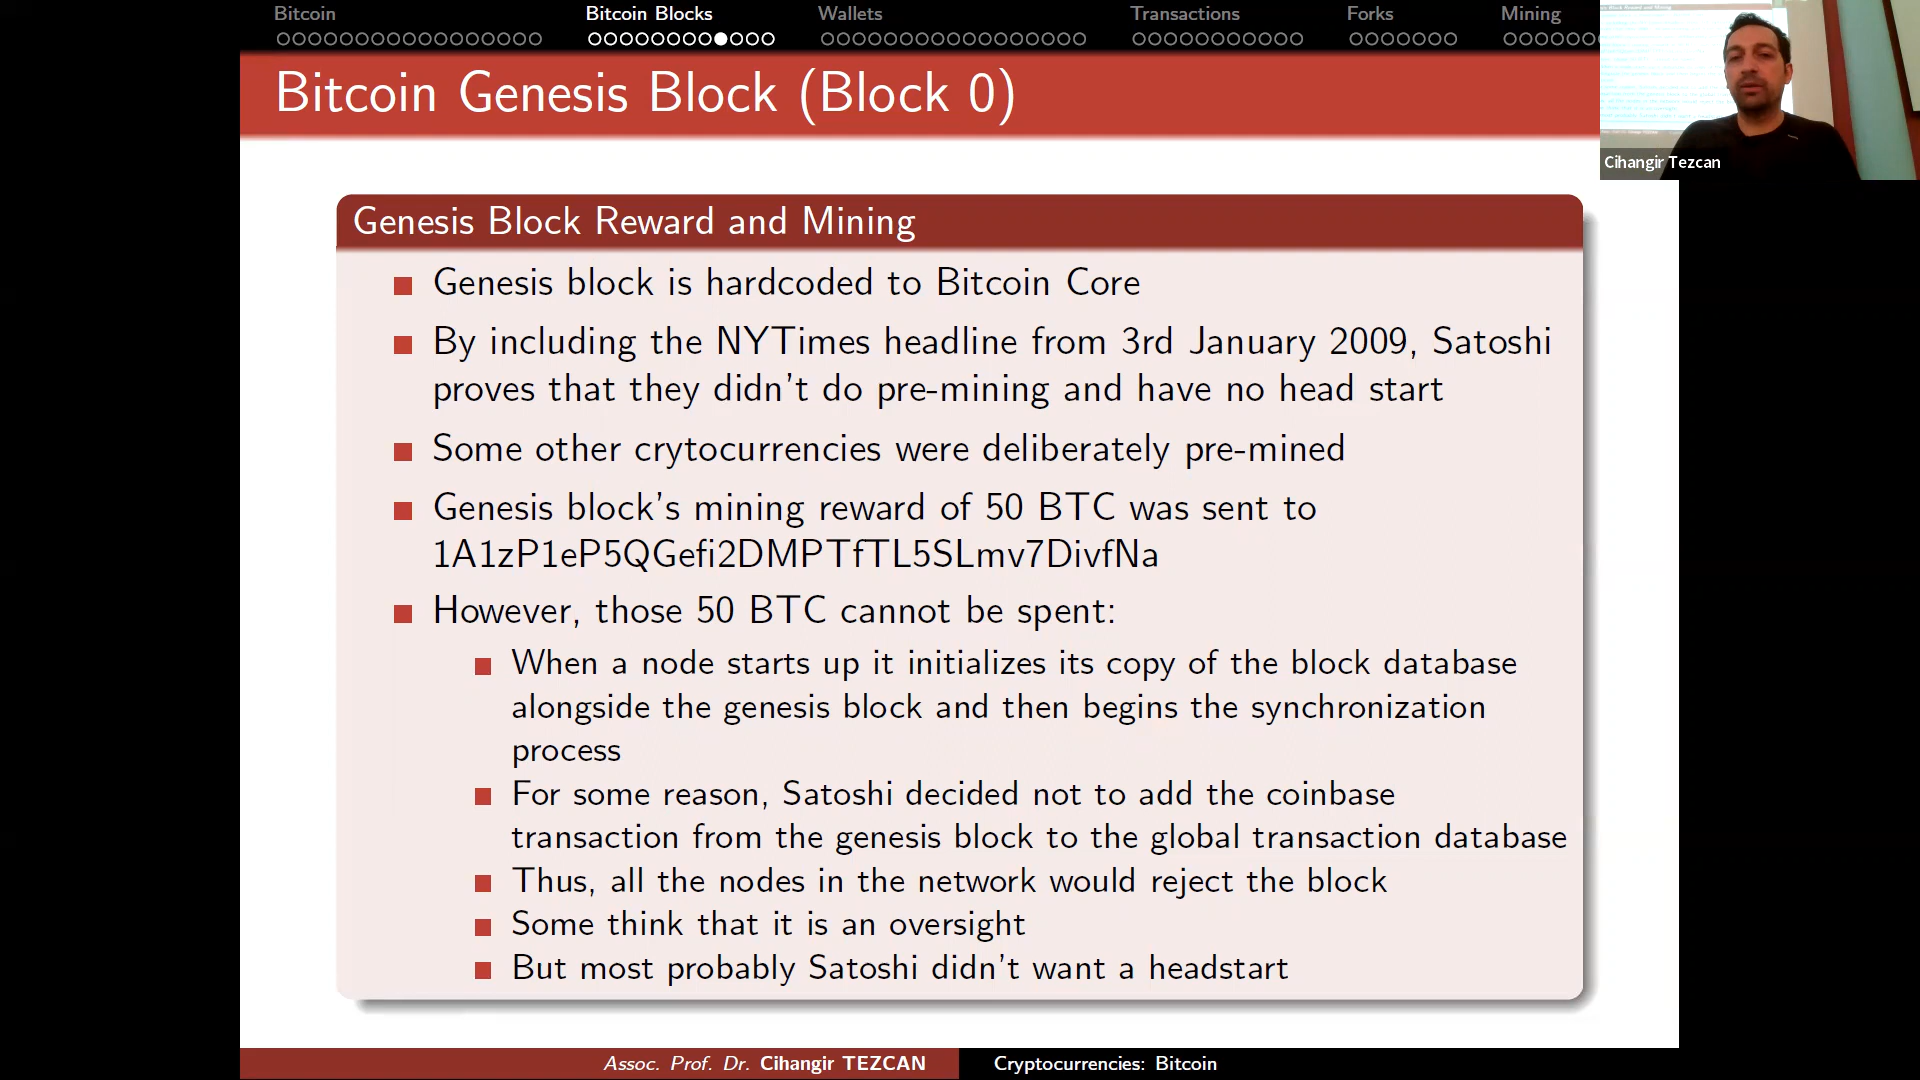 Bitcoin
Bitcoin Blocks
Wallets
Transactions
Forks
Mining
Bitcoin Genesis Block (Block 0)
Cihangir Tezcan
Genesis Block Reward and Mining
Genesis block is hardcoded to Bitcoin Core
By including the NYTimes headline from 3rd January 2009, Satoshi
proves that they didn't do pre-mining and have no head start
Some other crytocurrencies were deliberately pre-mined
Genesis block's mining reward of 50 BTC was sent to
1A1zP1eP5QGefi2DMPTfTL5SLmv7DivfNa
However, those 50 BTC cannot be spent:
When a node starts up it initializes its copy of the block database
alongside the genesis block and then begins the synchronization
process
For some reason, Satoshi decided not to add the coinbase
transaction from the genesis block to the global transaction database
Thus, all the nodes in the network would reject the block
Some think that it is an oversight
But most probably Satoshi didn't want a headstart
Assoc. Prof. Dr. Cihangir TEZCAN
Cryptocurrencies: Bitcoin